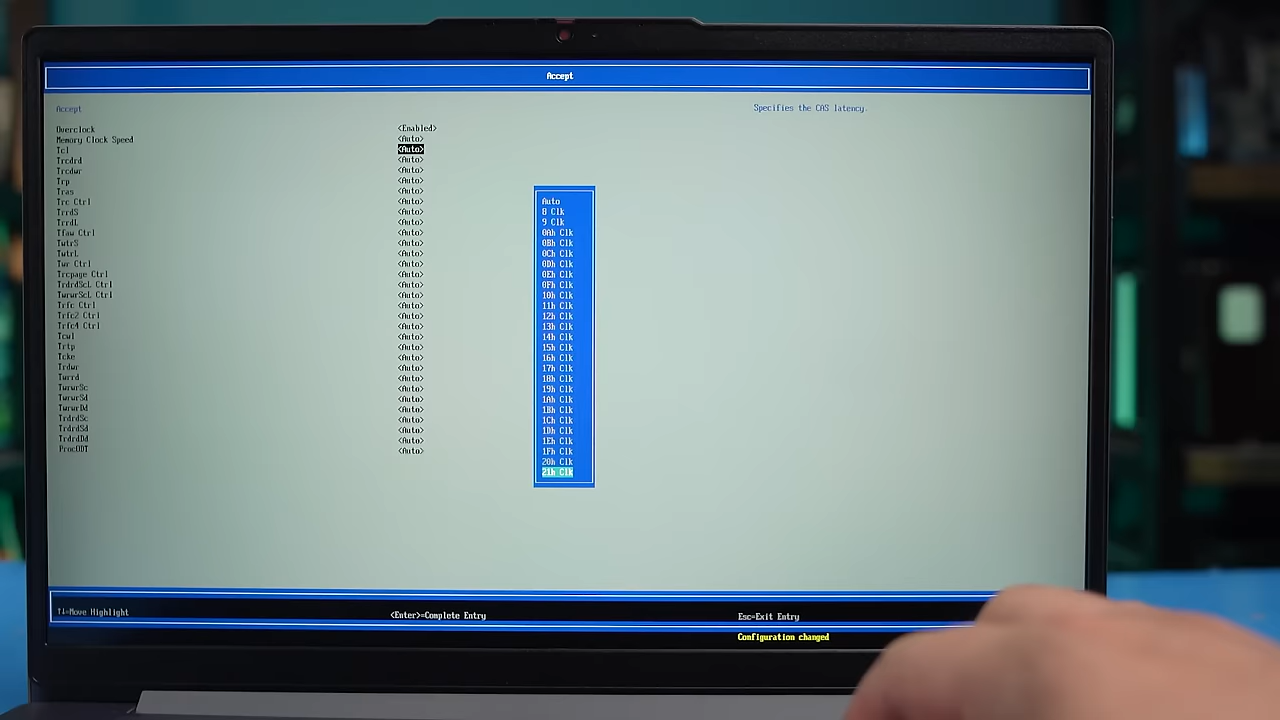 Accept
Accept
Specifies the CAS latency.
Overclock <Enabled>
Memory Clock Speed <Auto>
Tcl <Auto>
Trcdrd <Auto>
Trcdwr <Auto>
Trp <Auto>
Tras <Auto>
Trc Ctrl <Auto>
TrrdS <Auto>
TrrdL <Auto>
Tfaw Ctrl <Auto>
TwtrS <Auto>
TwtrL <Auto>
Twr Ctrl <Auto>
Trcpage Ctrl <Auto>
TrdrdScL Ctrl <Auto>
TwrwrScL Ctrl <Auto>
Trfc Ctrl <Auto>
Trfc2 Ctrl <Auto>
Trfc4 Ctrl <Auto>
Tcwl <Auto>
Trtp <Auto>
Tcke <Auto>
Trdwr <Auto>
Twrrd <Auto>
TwrwrSc <Auto>
TwrwrSd <Auto>
TwrwrDd <Auto>
TrdrdSc <Auto>
TrdrdSd <Auto>
TrdrdDd <Auto>
ProcODT <Auto>
Auto
8 Clk
9 Clk
0Ah Clk
0Bh Clk
0Ch Clk
0Dh Clk
0Eh Clk
0Fh Clk
10h Clk
11h Clk
12h Clk
13h Clk
14h Clk
15h Clk
16h Clk
17h Clk
18h Clk
19h Clk
1Ah Clk
1Bh Clk
1Ch Clk
1Dh Clk
1Eh Clk
1Fh Clk
20h Clk
21h Clk
↑↓=Move Highlight <Enter>=Complete Entry Esc=Exit Entry
Configuration changed